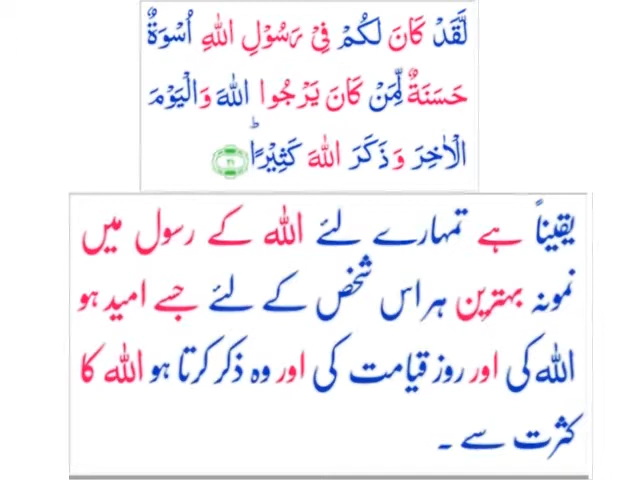 لَّقَدْ كَانَ لَكُمْ فِيْ رَسُوْلِ اللّٰهِ اُسْوَةٌ
حَسَنَةٌ لِّمَنْ كَانَ يَرْجُوا اللّٰهَ وَالْيَوْمَ
الْاٰخِرَ وَذَكَرَ اللّٰهَ كَثِيْرًا ؕ ﴿۲۱﴾
یقیناً ہے تمہارے لئے اللہ کے رسول میں
نمونہ بہترین ہر اس شخص کے لئے جسے امید ہو
اللہ کی اور روز قیامت کی اور وہ ذکر کرتا ہو اللہ کا
کثرت سے ۔